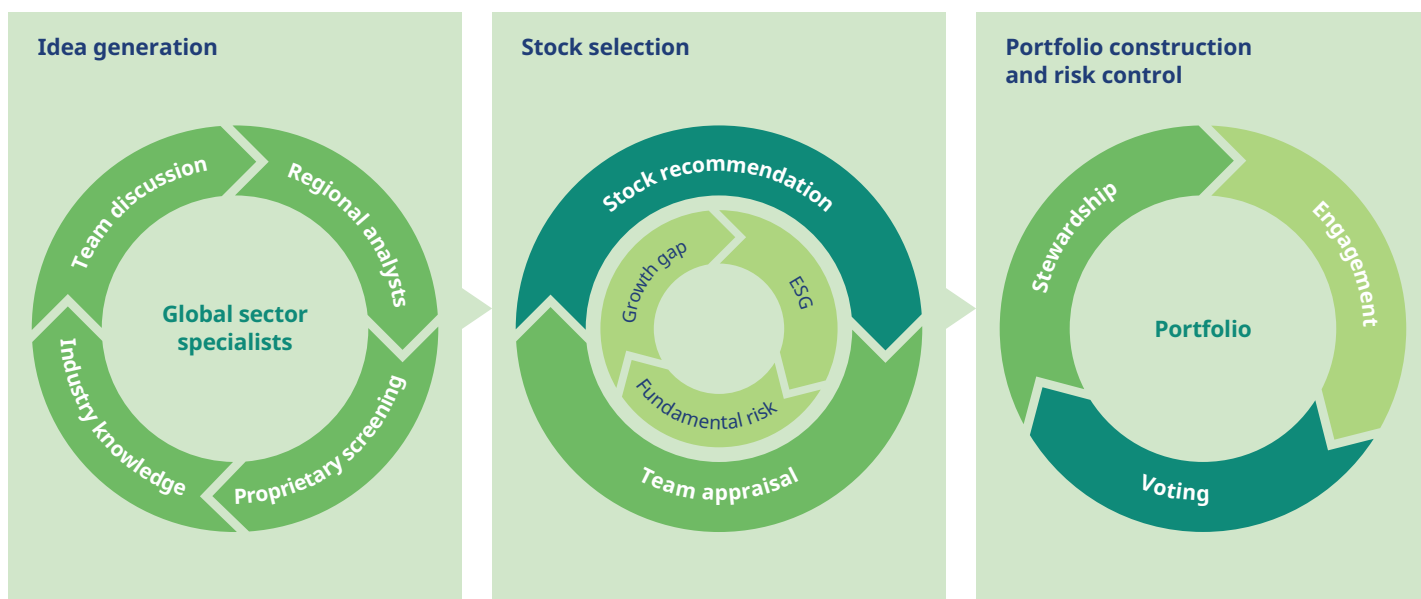 Idea generation
Team discussion
Regional analysts
Proprietary screening
Industry knowledge
Global sector
specialists
Stock selection
Stock recommendation
Team appraisal
Growth gap
ESG
Fundamental risk
Portfolio construction
and risk control
Stewardship
Engagement
Voting
Portfolio